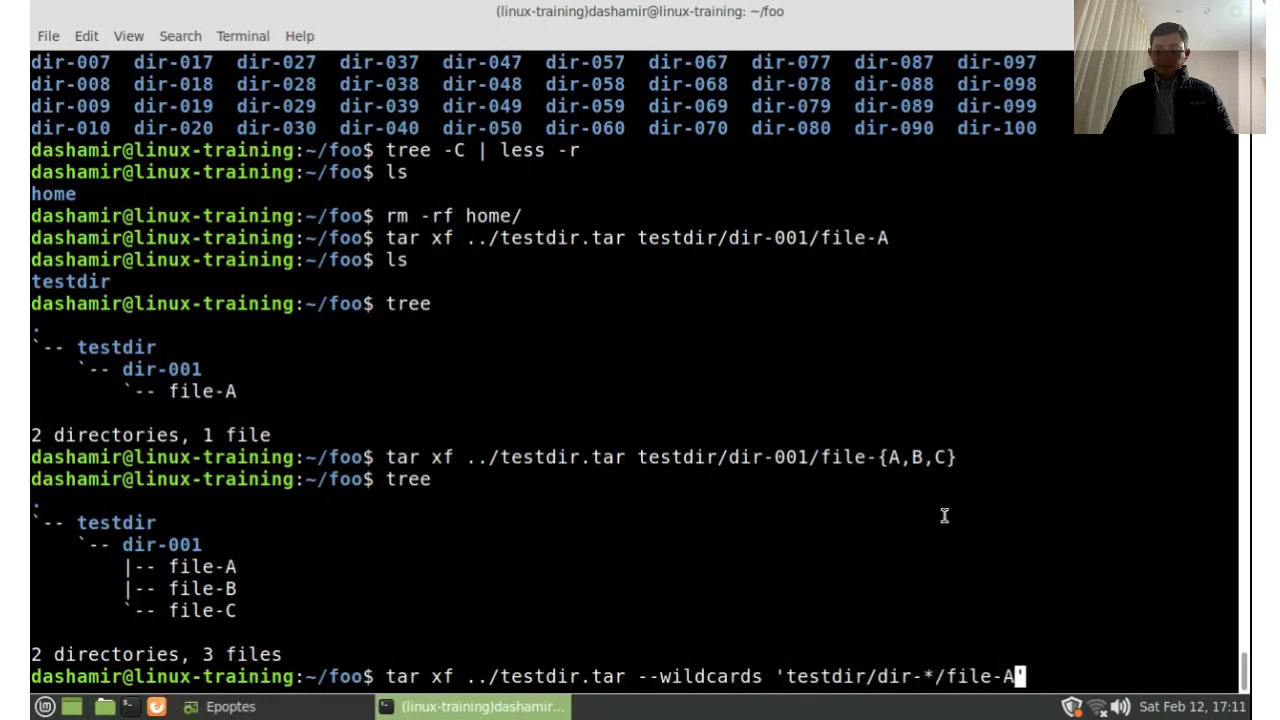 (linux-training)dashamir@linux-training: ~/foo
File Edit View Search Terminal Help
dir-007 dir-017 dir-027 dir-037 dir-047 dir-057 dir-067 dir-077 dir-087 dir-097
dir-008 dir-018 dir-028 dir-038 dir-048 dir-058 dir-068 dir-078 dir-088 dir-098
dir-009 dir-019 dir-029 dir-039 dir-049 dir-059 dir-069 dir-079 dir-089 dir-099
dir-010 dir-020 dir-030 dir-040 dir-050 dir-060 dir-070 dir-080 dir-090 dir-100
dashamir@linux-training:~/foo$ tree -C | less -r
dashamir@linux-training:~/foo$ ls
home
dashamir@linux-training:~/foo$ rm -rf home/
dashamir@linux-training:~/foo$ tar xf ../testdir.tar testdir/dir-001/file-A
dashamir@linux-training:~/foo$ ls
testdir
dashamir@linux-training:~/foo$ tree
.
`-- testdir
    `-- dir-001
        `-- file-A
2 directories, 1 file
dashamir@linux-training:~/foo$ tar xf ../testdir.tar testdir/dir-001/file-{A,B,C}
dashamir@linux-training:~/foo$ tree
.
`-- testdir
    `-- dir-001
        |-- file-A
        |-- file-B
        `-- file-C
2 directories, 3 files
dashamir@linux-training:~/foo$ tar xf ../testdir.tar --wildcards 'testdir/dir-*/file-A'
Epoptes (linux-training)dashamir... Sat Feb 12, 17:11